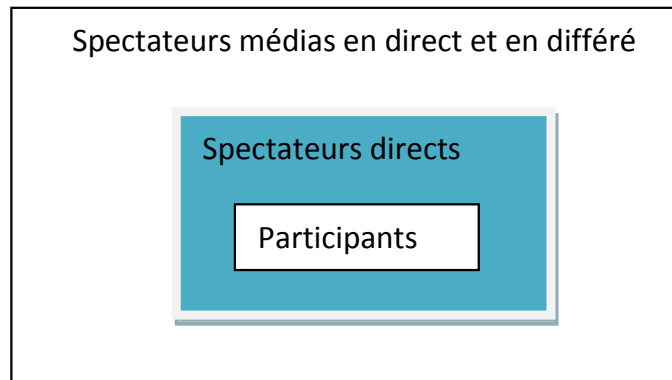 Spectateurs médias en direct et en différé
Spectateurs directs
Participants